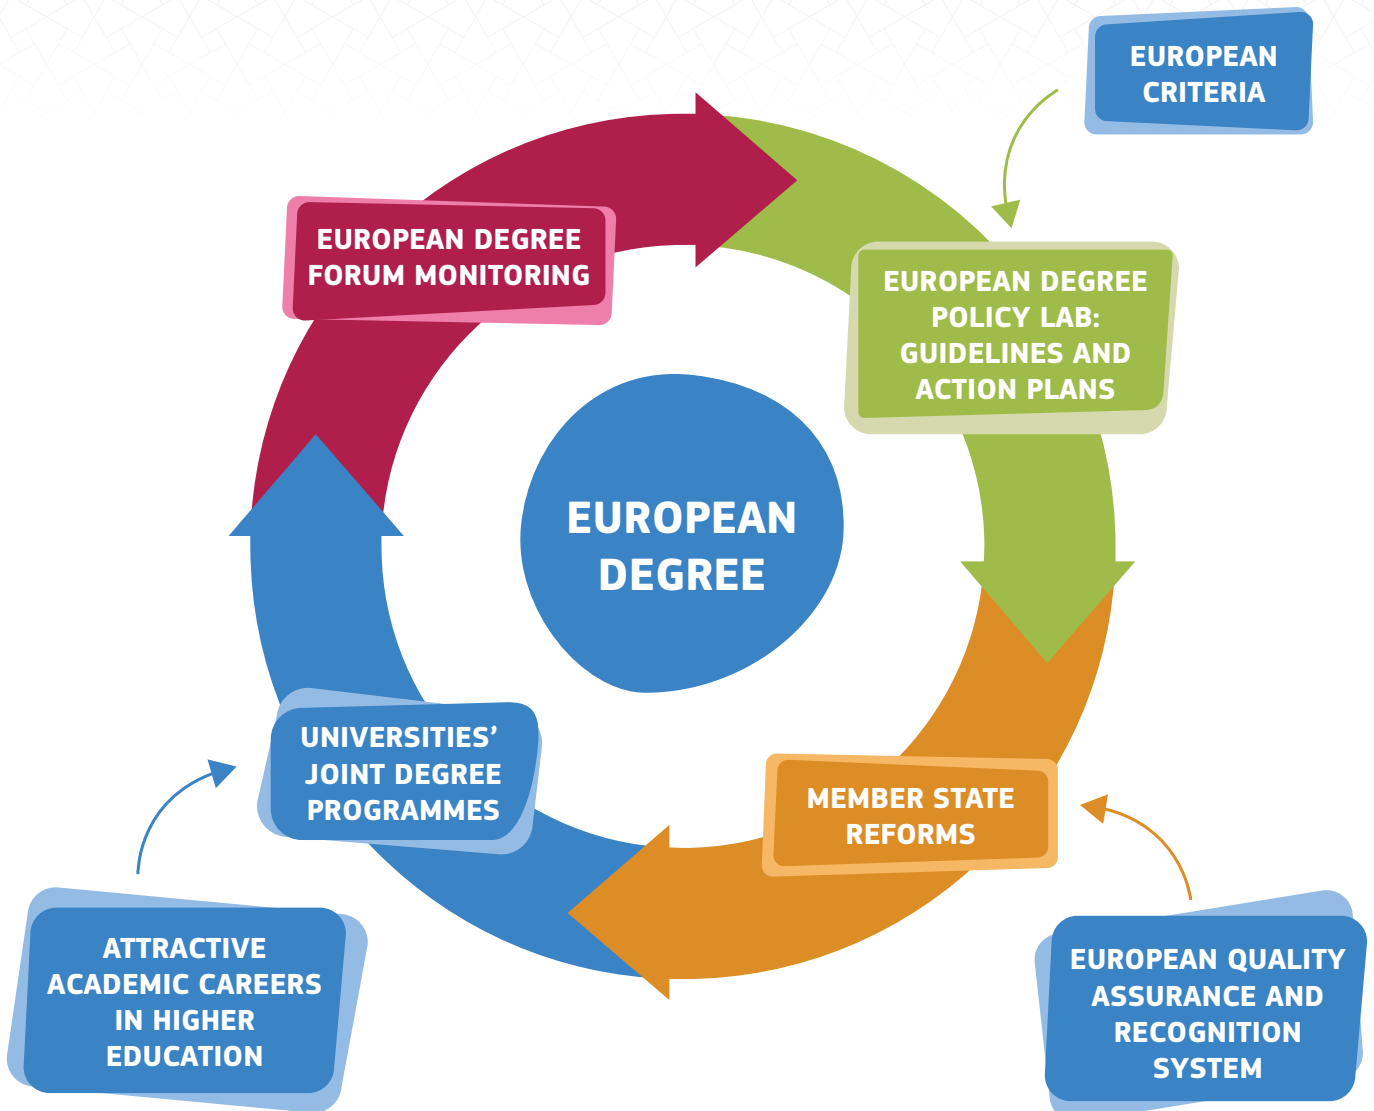 EUROPEAN
CRITERIA
EUROPEAN DEGREE
FORUM MONITORING
EUROPEAN DEGREE
POLICY LAB:
GUIDELINES AND
ACTION PLANS
EUROPEAN
DEGREE
UNIVERSITIES’
JOINT DEGREE
PROGRAMMES
MEMBER STATE
REFORMS
ATTRACTIVE
ACADEMIC CAREERS
IN HIGHER
EDUCATION
EUROPEAN QUALITY
ASSURANCE AND
RECOGNITION
SYSTEM